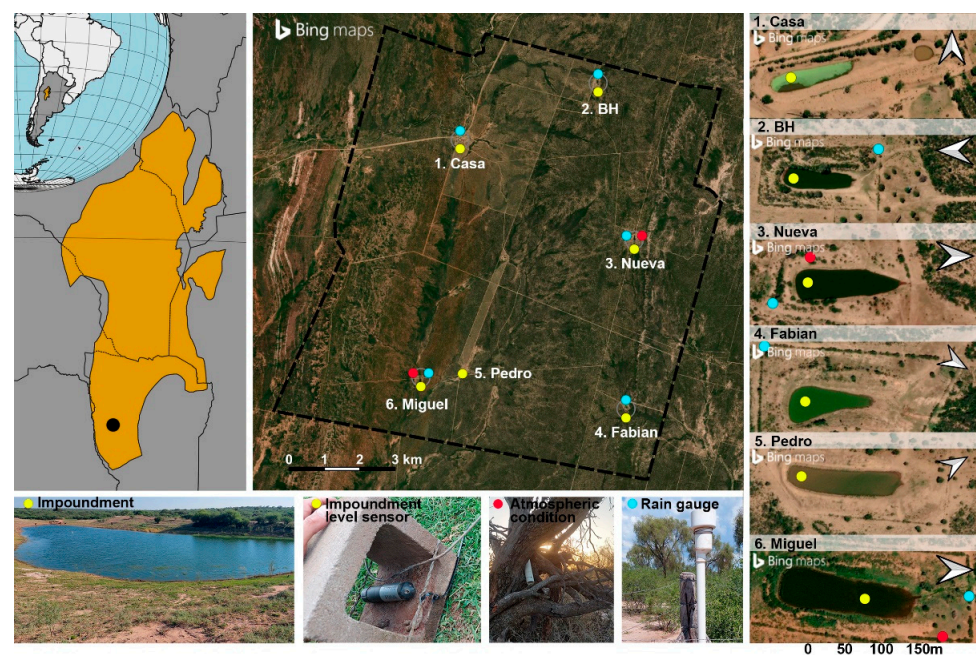 Bing maps
2. BH
1. Casa
3. Nueva
5. Pedro
6. Miguel
4. Fabian
0 1 2 3 km
1. Casa
Bing maps
2. BH
Bing maps
3. Nueva
Bing maps
4. Fabian
Bing maps
5. Pedro
Bing maps
6. Miguel
Bing maps
0 50 100 150m
Impoundment
Impoundment
level sensor
Atmospheric
condition
Rain gauge